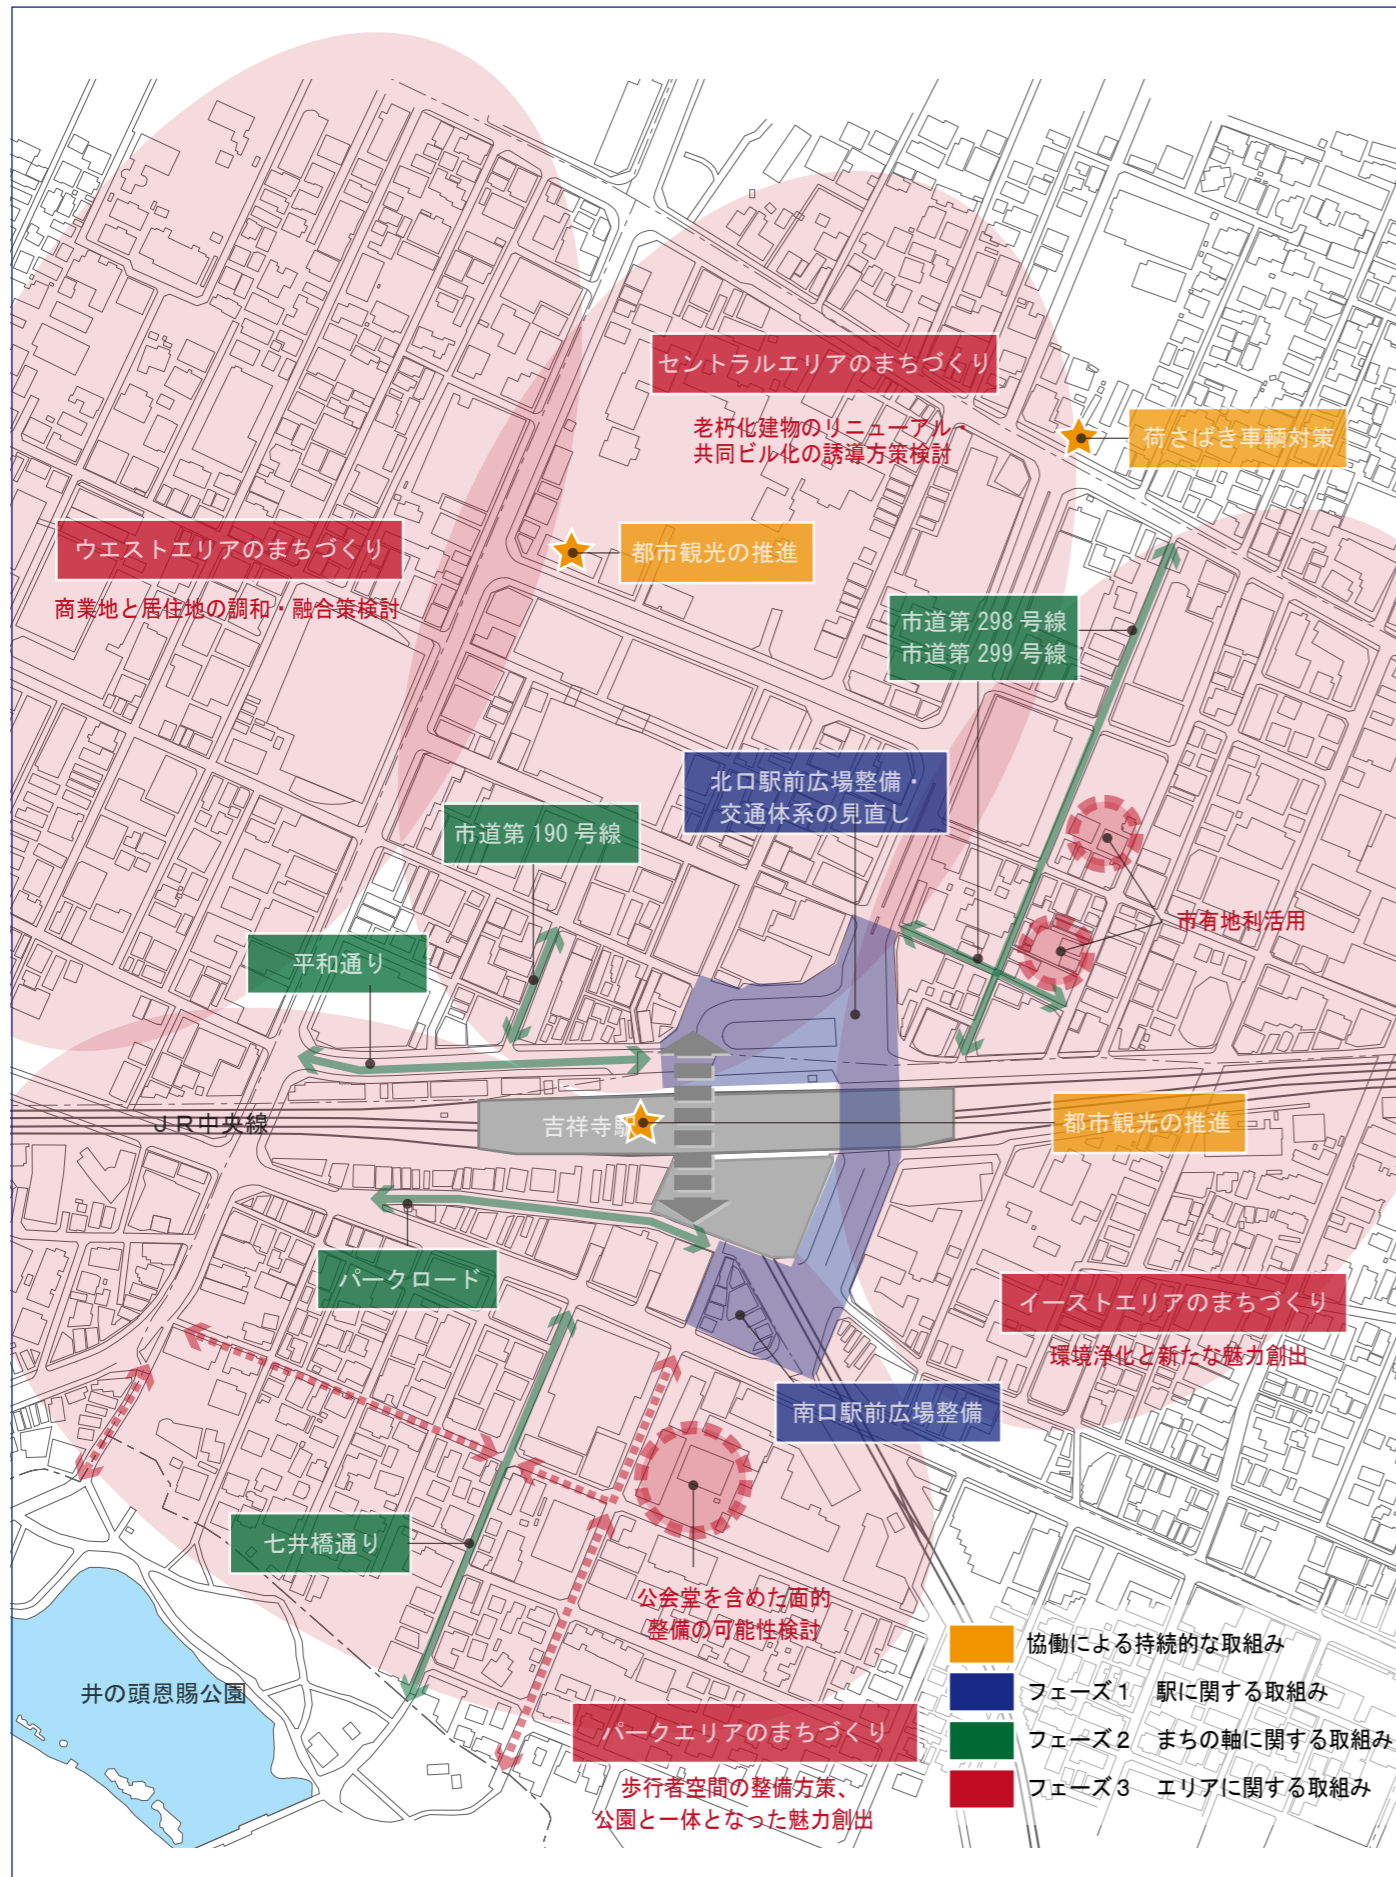 セントラルエリアのまちづくり
老朽化建物のリニューアル・
共同ビル化の誘導方策検討
荷さばき車輌対策
ウエストエリアのまちづくり
商業地と居住地の調和・融合策検討
都市観光の推進
市道第 298 号線
市道第 299 号線
北口駅前広場整備・
交通体系の見直し
市道第 190 号線
市有地利活用
平和通り
JR中央線
吉祥寺駅
都市観光の推進
パークロード
イーストエリアのまちづくり
環境浄化と新たな魅力創出
南口駅前広場整備
七井橋通り
公会堂を含めた面的
整備の可能性検討
井の頭恩賜公園
パークエリアのまちづくり
歩行者空間の整備方策、
公園と一体となった魅力創出
協働による持続的な取組み
フェーズ1 駅に関する取組み
フェーズ2 まちの軸に関する取組み
フェーズ3 エリアに関する取組み